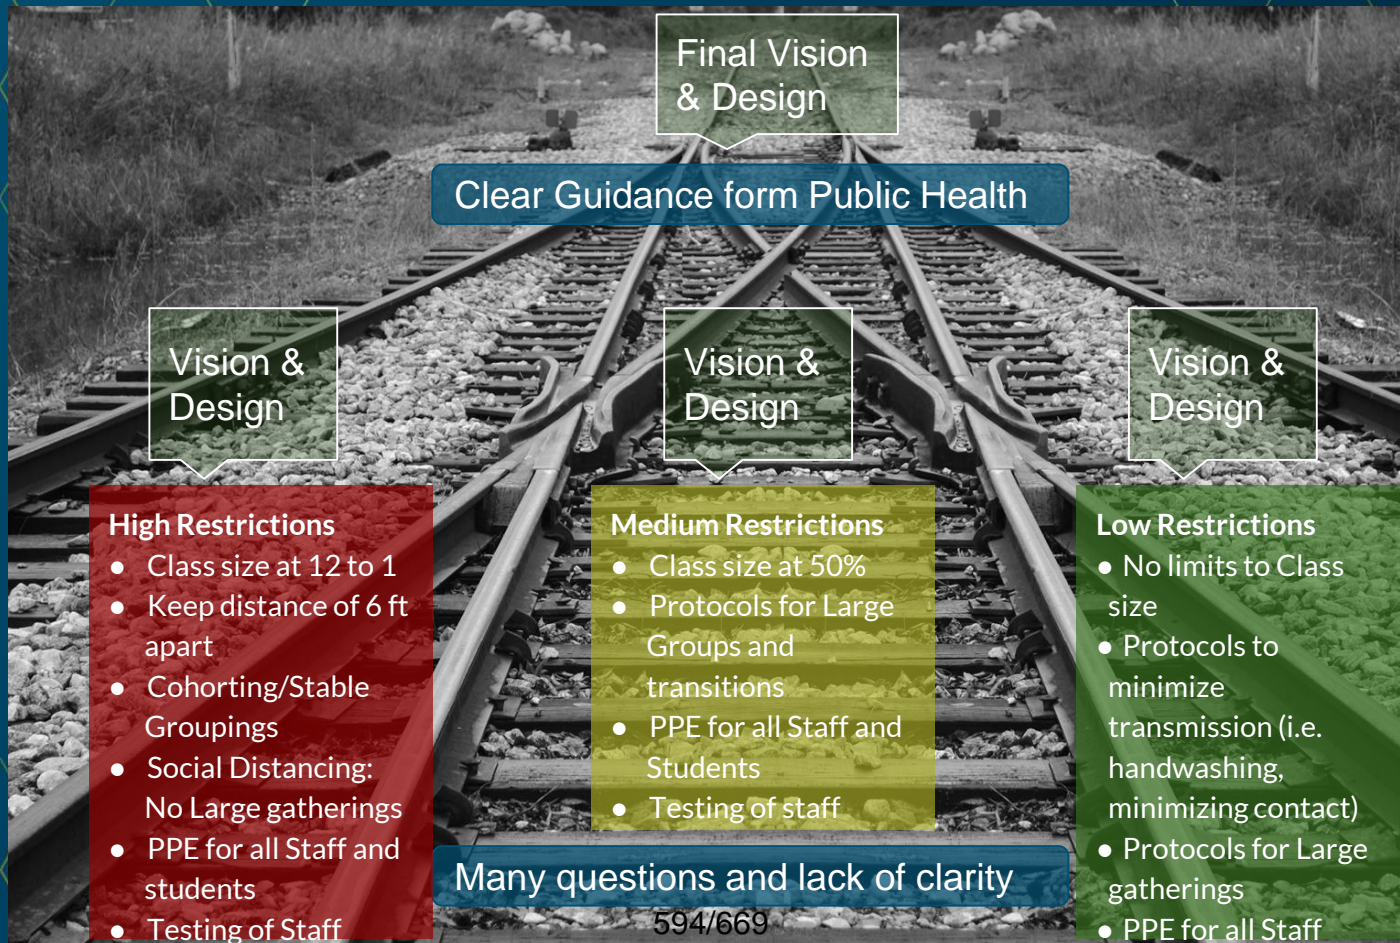 Final Vision
& Design
Clear Guidance form Public Health
Vision &
Design
Vision &
Design
Vision &
Design
High Restrictions
● Class size at 12 to 1
● Keep distance of 6 ft
apart
● Cohorting/Stable
Groupings
● Social Distancing:
No Large gatherings
● PPE for all Staff and
students
● Testing of Staff
Medium Restrictions
● Class size at 50%
● Protocols for Large
Groups and
transitions
● PPE for all Staff and
Students
● Testing of staff
Low Restrictions
● No limits to Class
size
● Protocols to
minimize
transmission (i.e.
handwashing,
minimizing contact)
● Protocols for Large
gatherings
● PPE for all Staff
Many questions and lack of clarity
594/669